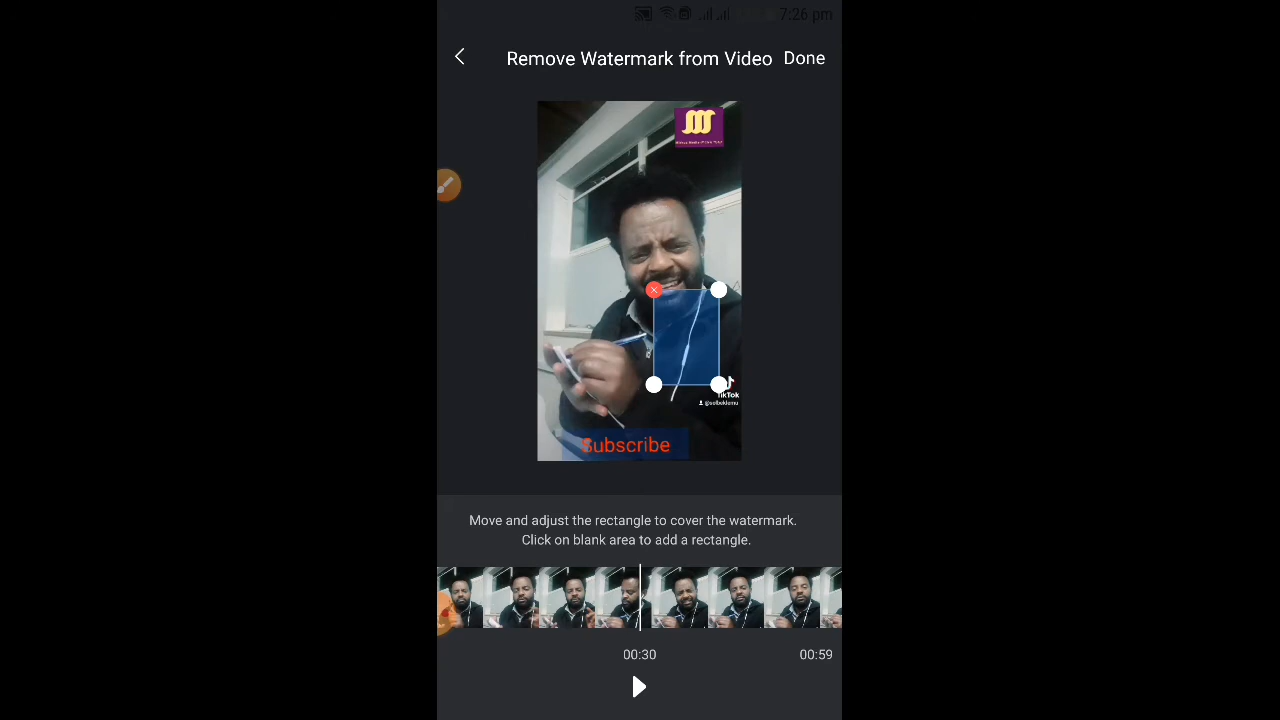 7:26 pm
Remove Watermark from Video
Done
TikTok
@solbeklemu
Subscribe
Move and adjust the rectangle to cover the watermark.
Click on blank area to add a rectangle.
00:30
00:59